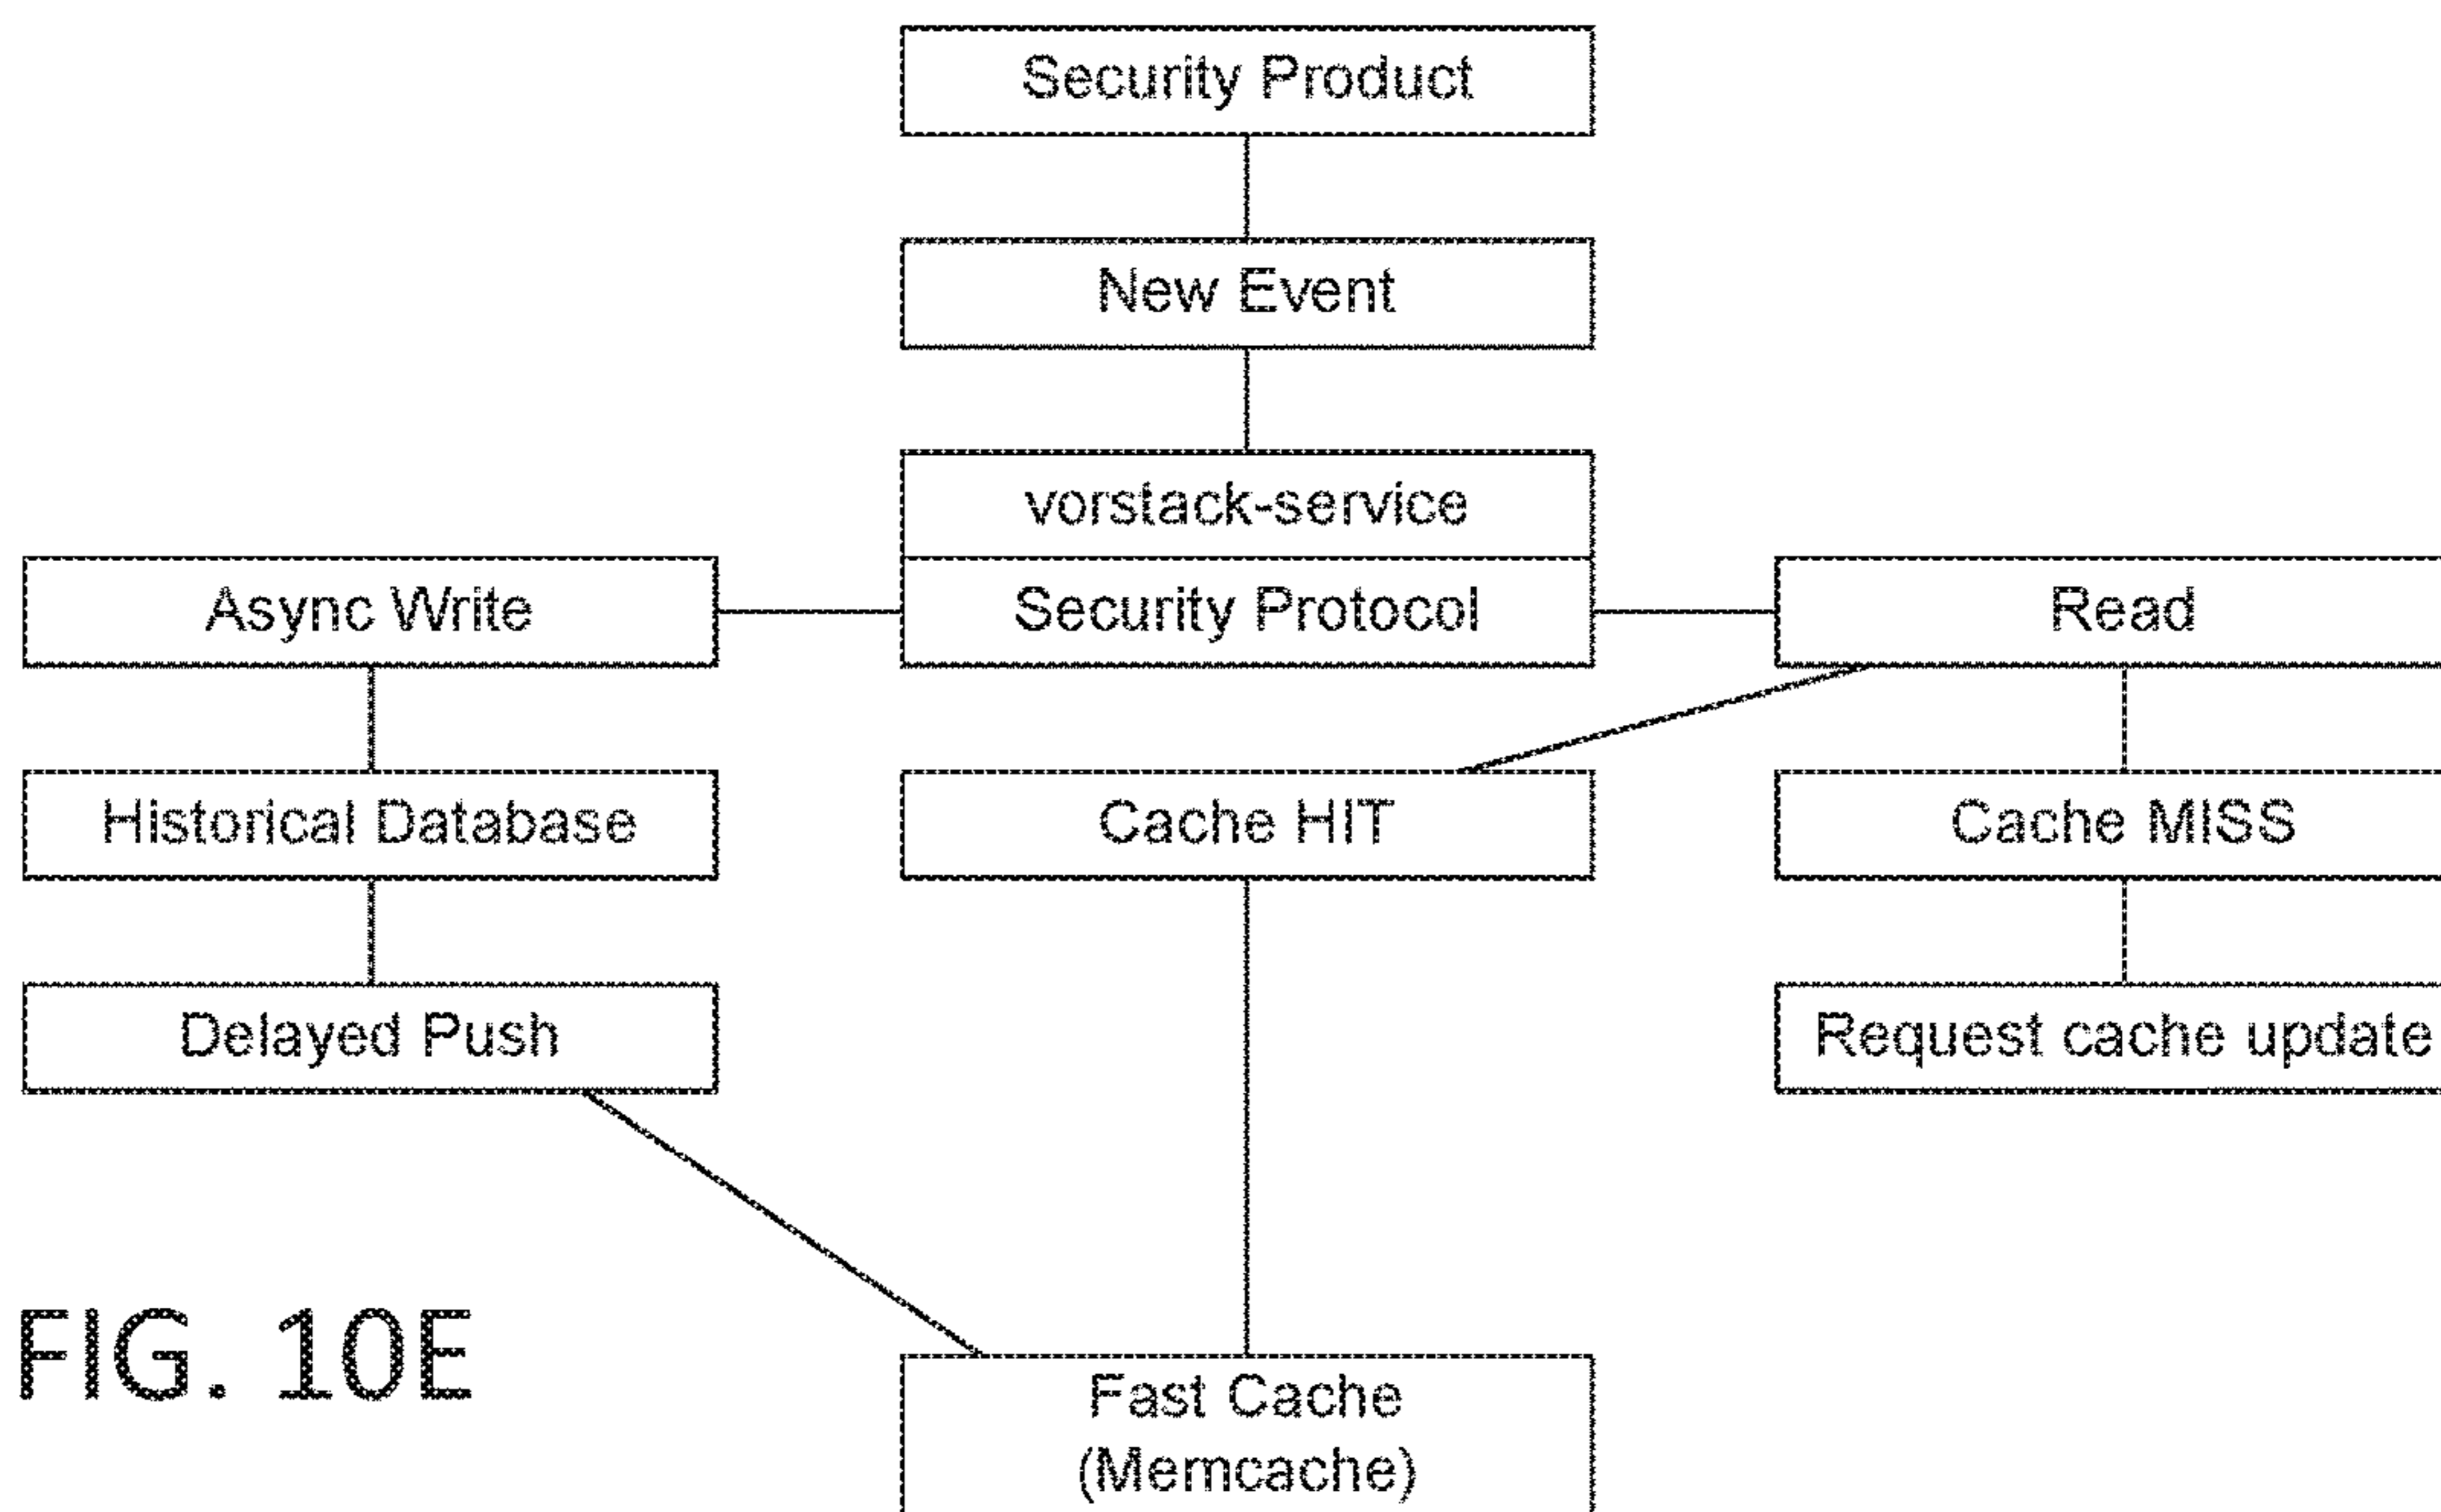 Security Product
New Event
vorstack-service
Async Write
Security Protocol
Read
Historical Database
Cache HIT
Cache MISS
Delayed Push
Request cache update
FIG. 10E
Fast Cache
(Memcache)